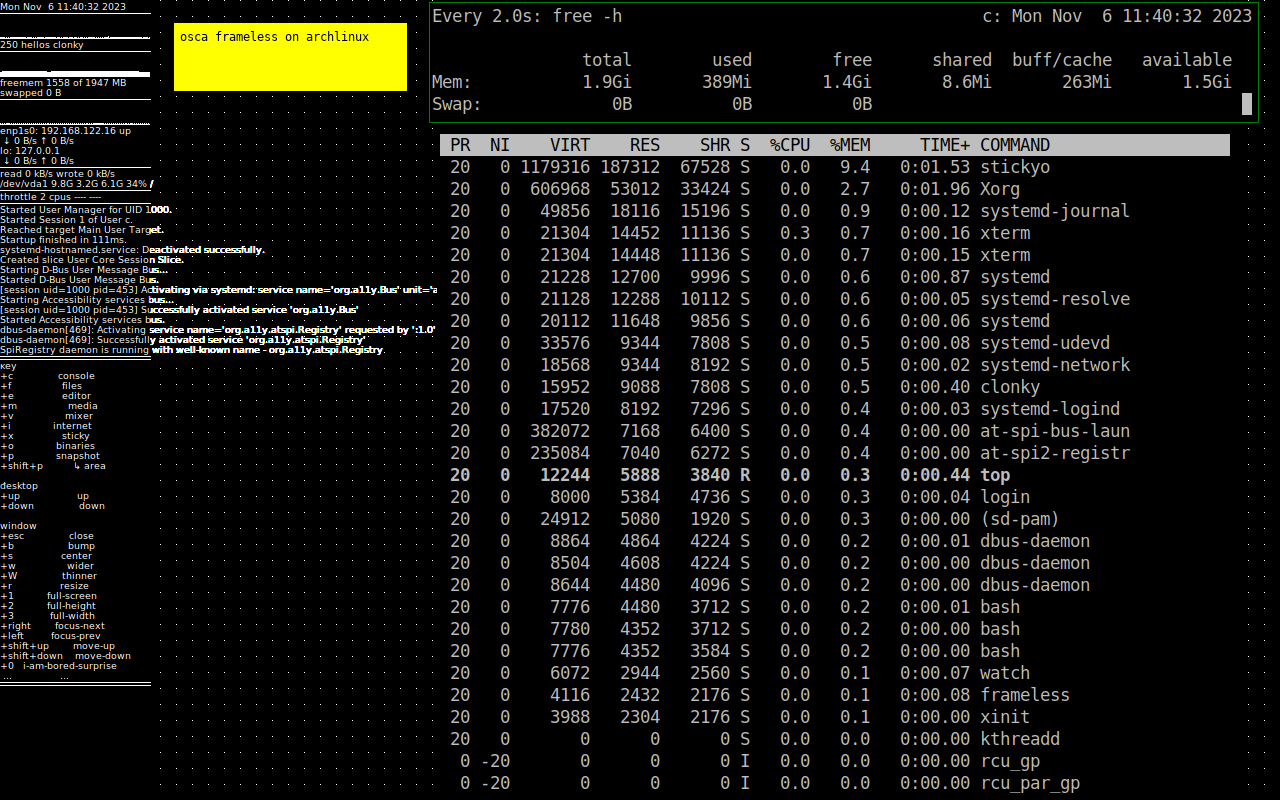 Mon Nov  6 11:40:32 2023
250 hellos clonky
freemem 1558 of 1947 MB
swapped 0 B
enp1s0: 192.168.122.16 up
↓ 0 B/s ↑ 0 B/s
lo: 127.0.0.1
↓ 0 B/s ↑ 0 B/s
read 0 kB/s wrote 0 kB/s
/dev/vda1 9.8G 3.2G 6.1G 34% /
throttle 2 cpus ---- ----
Started User Manager for UID 1000.
Started Session 1 of User c.
Reached target Main User Target.
Startup finished in 111ms.
systemd-hostnamed.service: Deactivated successfully.
Created slice User Core Session Slice.
Starting D-Bus User Message Bus...
Started D-Bus User Message Bus.
[session uid=1000 pid=453] Activating via systemd: service name='org.a11y.Bus' unit='a
Starting Accessibility services bus...
[session uid=1000 pid=453] Successfully activated service 'org.a11y.Bus'
Started Accessibility services bus.
dbus-daemon[469]: Activating service name='org.a11y.atspi.Registry' requested by ':1.0'
dbus-daemon[469]: Successfully activated service 'org.a11y.atspi.Registry'
SpiRegistry daemon is running with well-known name - org.a11y.atspi.Registry
key
+c console
+f files
+e editor
+m media
+v mixer
+i internet
+x sticky
+o binaries
+p snapshot
+shift+p ↳ area
desktop
+up up
+down down
window
+esc close
+b bump
+s center
+w wider
+W thinner
+r resize
+1 full-screen
+2 full-height
+3 full-width
+right focus-next
+left focus-prev
+shift+up move-up
+shift+down move-down
+0 i-am-bored-surprise
... ...
osca frameless on archlinux
Every 2.0s: free -h c: Mon Nov  6 11:40:32 2023
total used free shared buff/cache available
Mem: 1.9Gi 389Mi 1.4Gi 8.6Mi 263Mi 1.5Gi
Swap: 0B 0B 0B
PR NI VIRT RES SHR S %CPU %MEM TIME+ COMMAND
20 0 1179316 187312 67528 S 0.0 9.4 0:01.53 stickyo
20 0 606968 53012 33424 S 0.0 2.7 0:01.96 Xorg
20 0 49856 18116 15196 S 0.0 0.9 0:00.12 systemd-journal
20 0 21304 14452 11136 S 0.3 0.7 0:00.16 xterm
20 0 21304 14448 11136 S 0.0 0.7 0:00.15 xterm
20 0 21228 12700 9996 S 0.0 0.6 0:00.87 systemd
20 0 21128 12288 10112 S 0.0 0.6 0:00.05 systemd-resolve
20 0 20112 11648 9856 S 0.0 0.6 0:00.06 systemd
20 0 33576 9344 7808 S 0.0 0.5 0:00.08 systemd-udevd
20 0 18568 9344 8192 S 0.0 0.5 0:00.02 systemd-network
20 0 15952 9088 7808 S 0.0 0.5 0:00.40 clonky
20 0 17520 8192 7296 S 0.0 0.4 0:00.03 systemd-logind
20 0 382072 7168 6400 S 0.0 0.4 0:00.00 at-spi-bus-laun
20 0 235084 7040 6272 S 0.0 0.4 0:00.00 at-spi2-registr
20 0 12244 5888 3840 R 0.0 0.3 0:00.44 top
20 0 8000 5384 4736 S 0.0 0.3 0:00.04 login
20 0 24912 5080 1920 S 0.0 0.3 0:00.00 (sd-pam)
20 0 8864 4864 4224 S 0.0 0.2 0:00.01 dbus-daemon
20 0 8504 4608 4224 S 0.0 0.2 0:00.00 dbus-daemon
20 0 8644 4480 4096 S 0.0 0.2 0:00.00 dbus-daemon
20 0 7776 4480 3712 S 0.0 0.2 0:00.01 bash
20 0 7780 4352 3712 S 0.0 0.2 0:00.00 bash
20 0 7776 4352 3584 S 0.0 0.2 0:00.00 bash
20 0 6072 2944 2560 S 0.0 0.1 0:00.07 watch
20 0 4116 2432 2176 S 0.0 0.1 0:00.08 frameless
20 0 3988 2304 2176 S 0.0 0.1 0:00.00 xinit
20 0 0 0 0 S 0.0 0.0 0:00.00 kthreadd
0 -20 0 0 0 I 0.0 0.0 0:00.00 rcu_gp
0 -20 0 0 0 I 0.0 0.0 0:00.00 rcu_par_gp